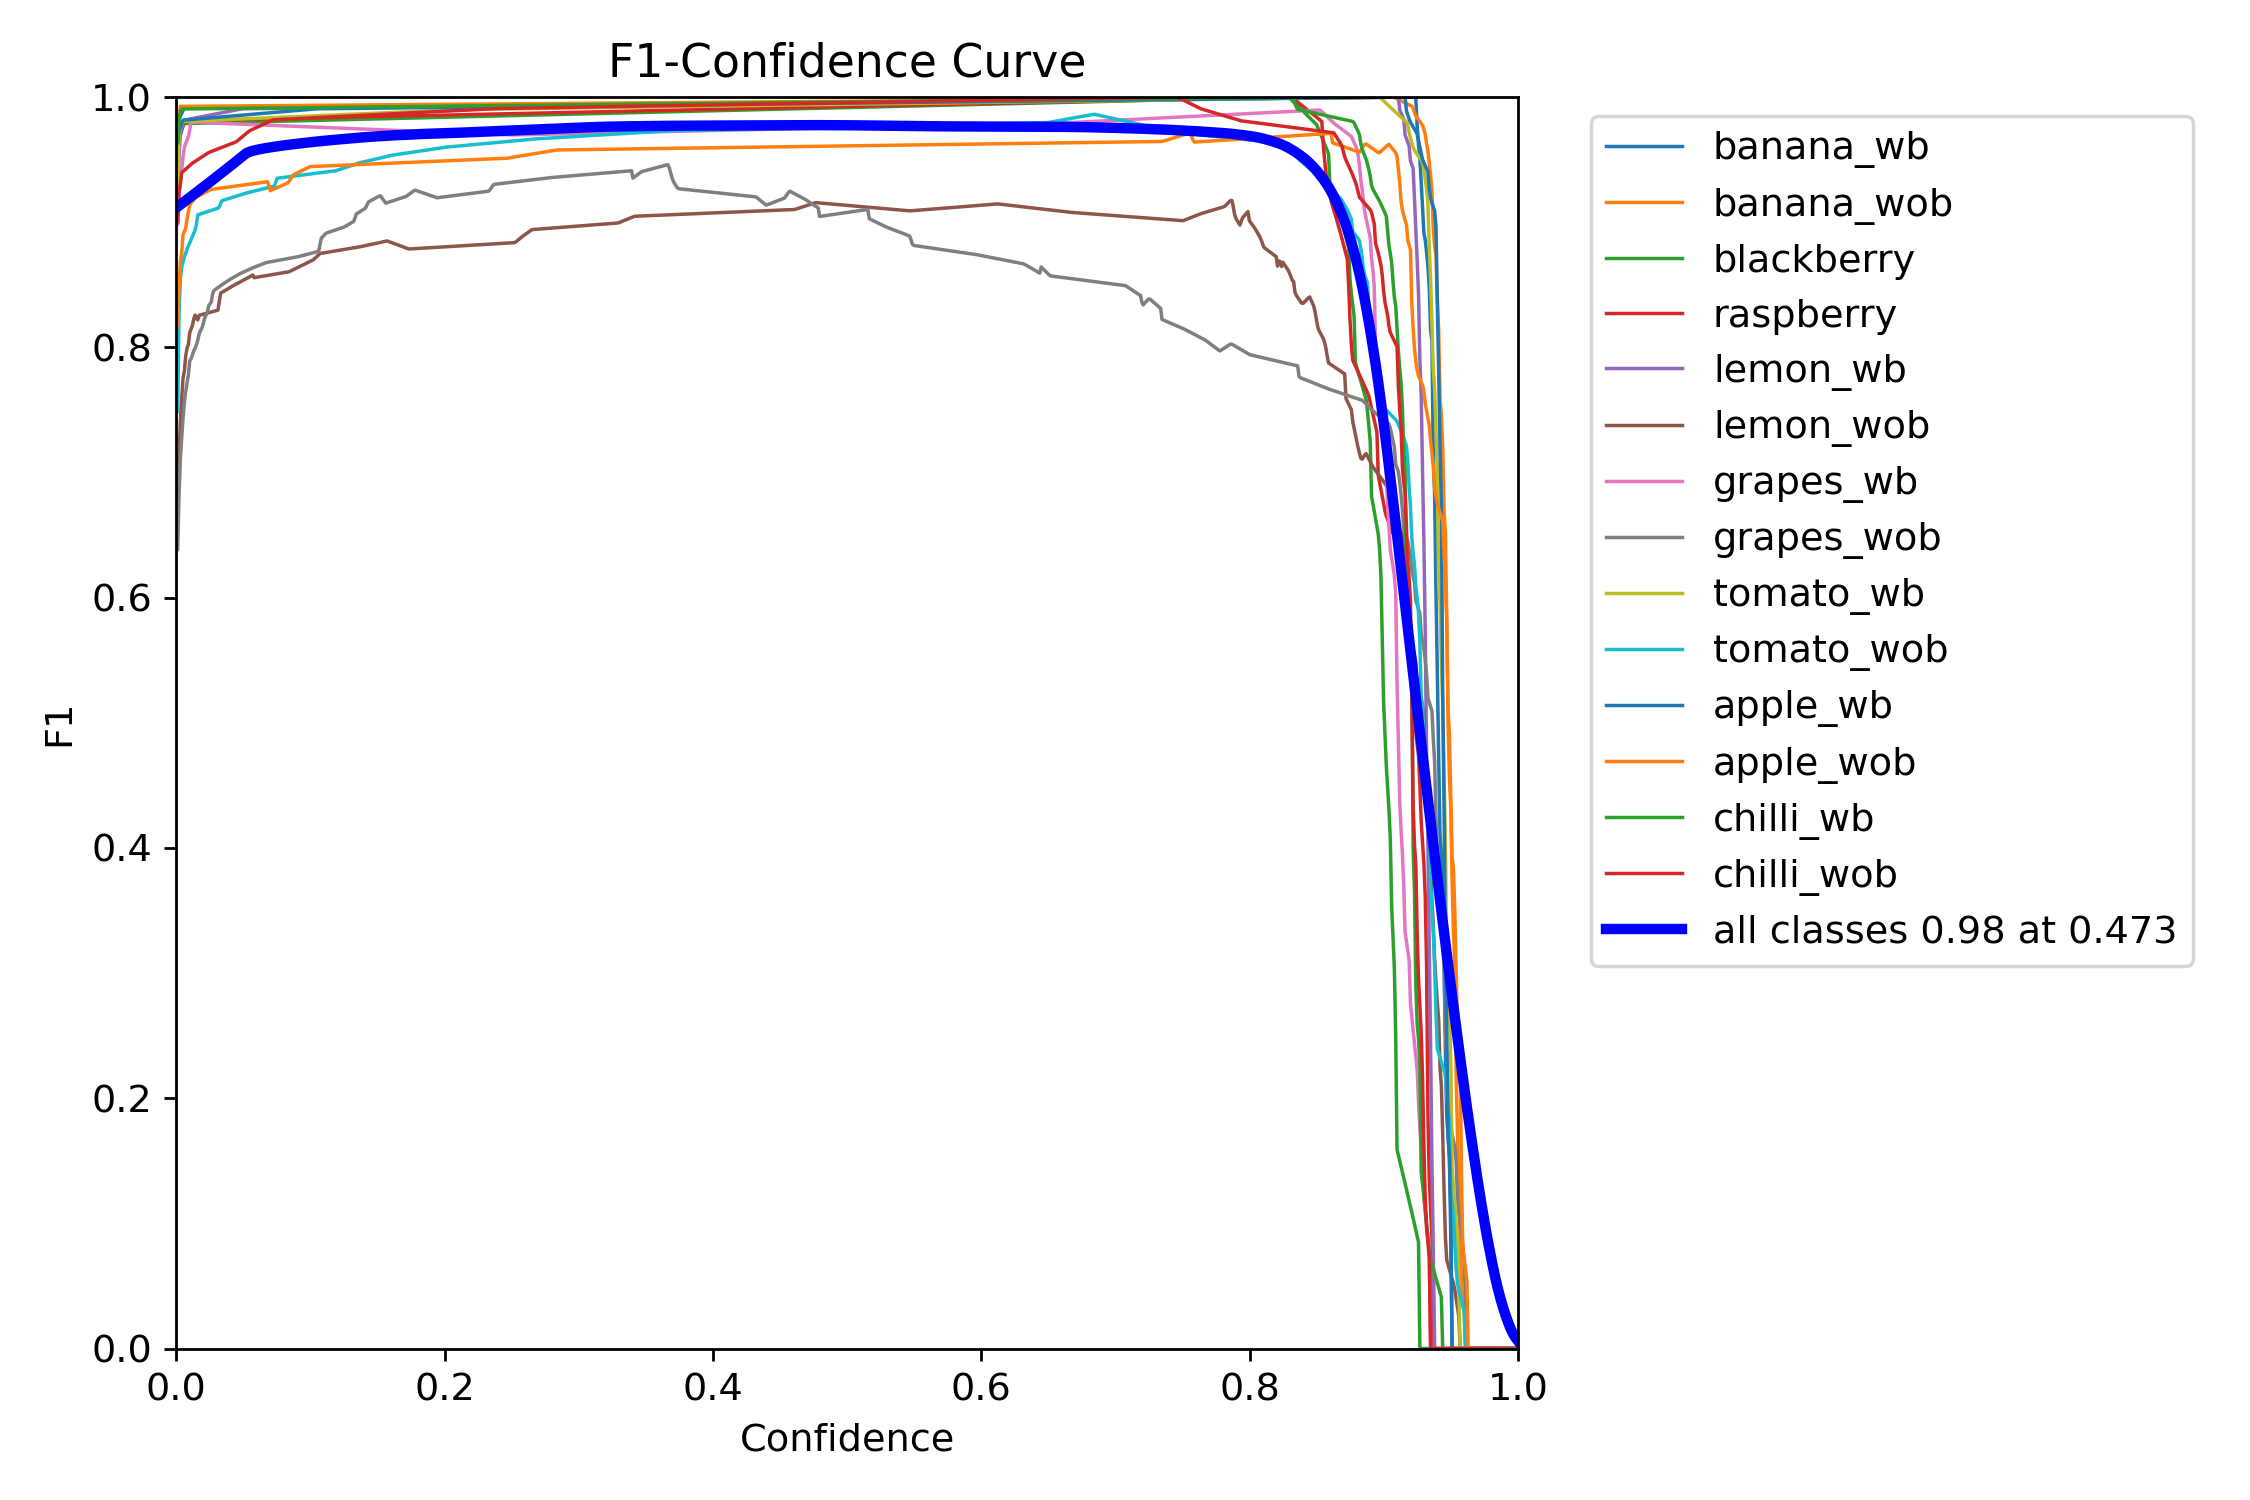 F1-Confidence Curve
1.0
0.8
0.6
0.4
0.2
0.0
F1
0.0 0.2 0.4 0.6 0.8 1.0
Confidence
banana_wb
banana_wob
blackberry
raspberry
lemon_wb
lemon_wob
grapes_wb
grapes_wob
tomato_wb
tomato_wob
apple_wb
apple_wob
chilli_wb
chilli_wob
all classes 0.98 at 0.473